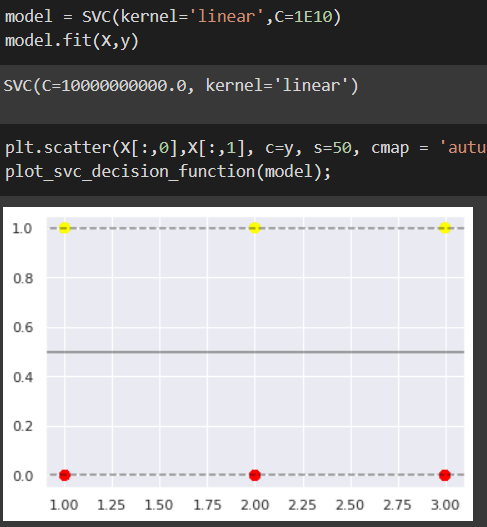 model = SVC(kernel='linear',C=1E10)
model.fit(X,y)
SVC(C=10000000000.0, kernel='linear')
plt.scatter(X[:,0],X[:,1], c=y, s=50, cmap = 'autu
plot_svc_decision_function(model);
1.0
0.8
0.6
0.4
0.2
0.0
1.00 1.25 1.50 1.75 2.00 2.25 2.50 2.75 3.00